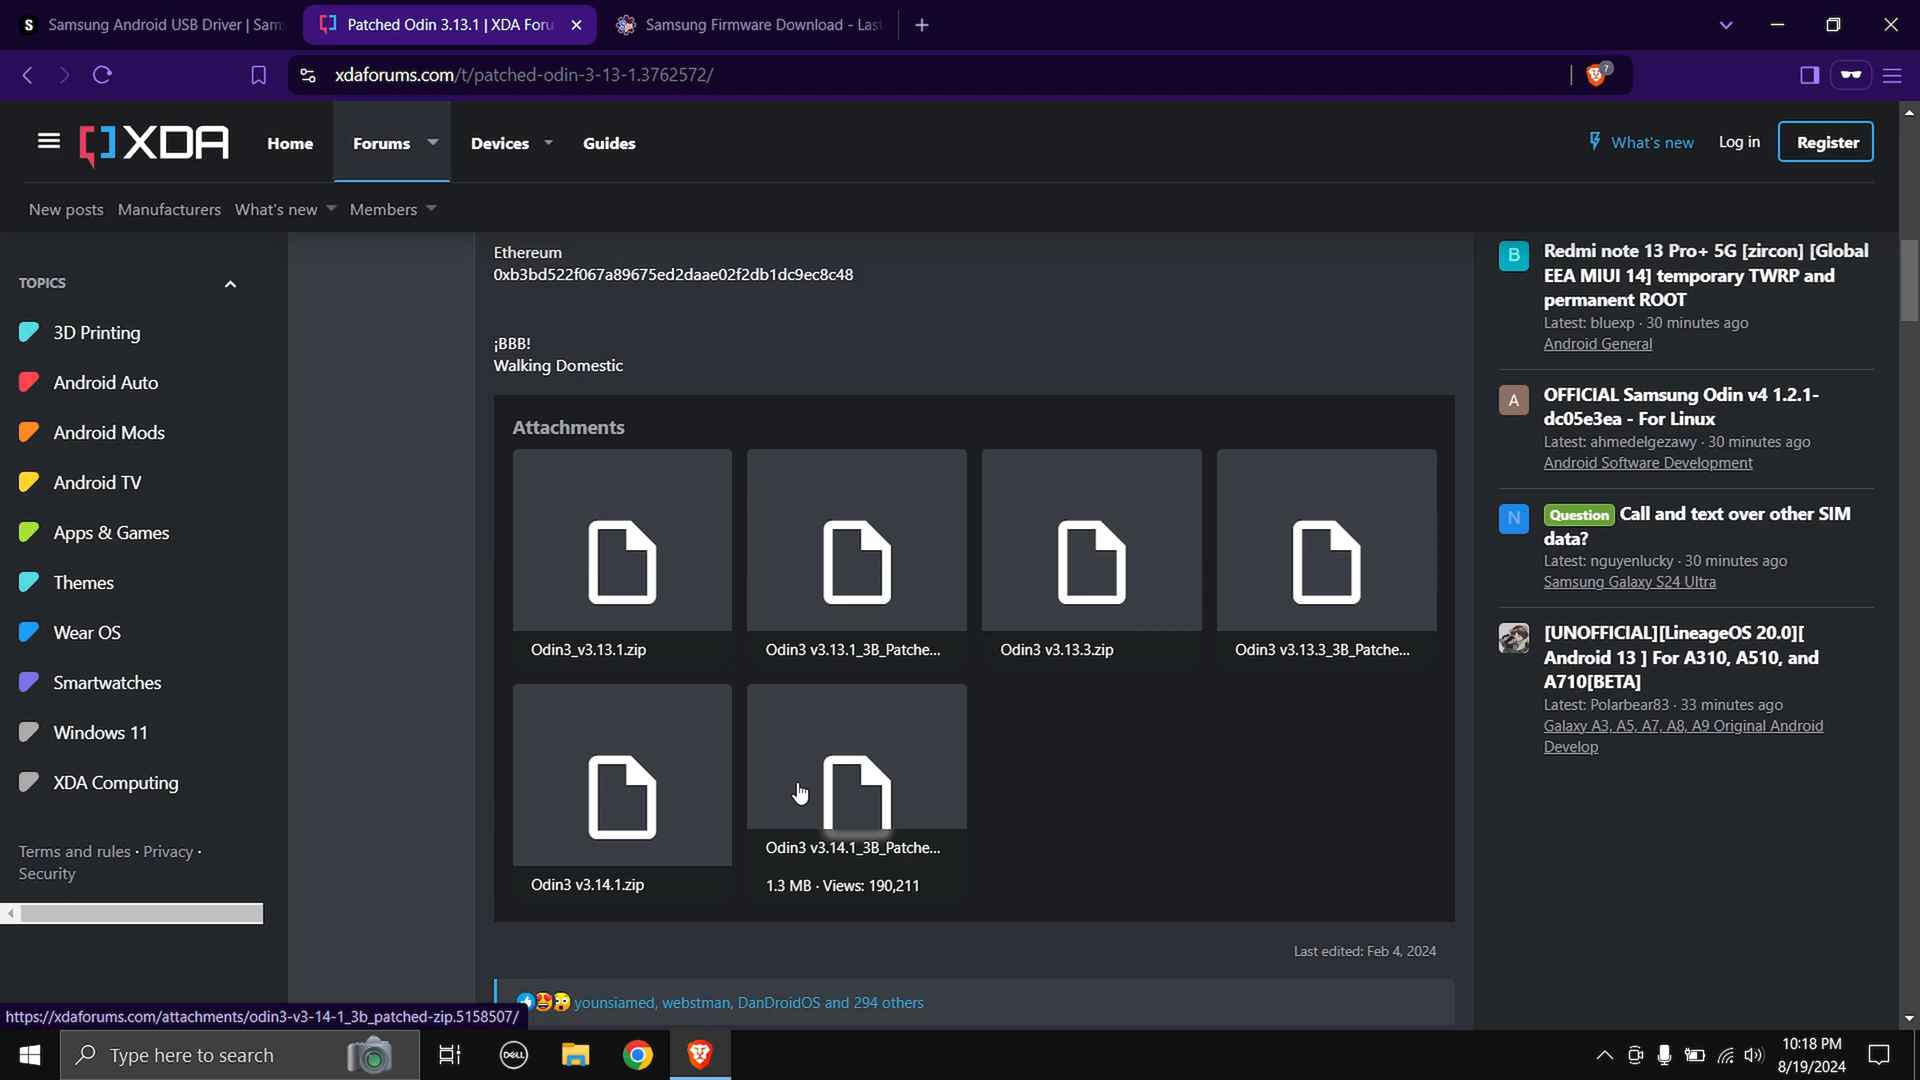 Samsung Android USB Driver | Sam
Patched Odin 3.13.1 | XDA Foru
Samsung Firmware Download - Las
xdaforums.com/t/patched-odin-3-13-1.3762572/
7
XDA
Home
Forums
Devices
Guides
What's new
Log in
Register
New posts
Manufacturers
What's new
Members
TOPICS
3D Printing
Android Auto
Android Mods
Android TV
Apps & Games
Themes
Wear OS
Smartwatches
Windows 11
XDA Computing
Terms and rules · Privacy ·
Security
Ethereum
0xb3bd522f067a89675ed2daae02f2db1dc9ec8c48
¡BBB!
Walking Domestic
Attachments
Odin3_v3.13.1.zip
Odin3 v3.13.1_3B_Patche...
Odin3 v3.13.3.zip
Odin3 v3.13.3_3B_Patche...
Odin3 v3.14.1.zip
Odin3 v3.14.1_3B_Patche...
1.3 MB · Views: 190,211
Last edited: Feb 4, 2024
younsiamed, webstman, DanDroidOS and 294 others
B
Redmi note 13 Pro+ 5G [zircon] [Global
EEA MIUI 14] temporary TWRP and
permanent ROOT
Latest: bluexp · 30 minutes ago
Android General
A
OFFICIAL Samsung Odin v4 1.2.1-
dc05e3ea - For Linux
Latest: ahmedelgezawy · 30 minutes ago
Android Software Development
N
Question Call and text over other SIM
data?
Latest: nguyenlucky · 30 minutes ago
Samsung Galaxy S24 Ultra
[UNOFFICIAL][LineageOS 20.0][
Android 13 ] For A310, A510, and
A710[BETA]
Latest: Polarbear83 · 33 minutes ago
Galaxy A3, A5, A7, A8, A9 Original Android
Develop
https://xdaforums.com/attachments/odin3-v3-14-1_3b_patched-zip.5158507/
Type here to search
DELL
10:18 PM
8/19/2024